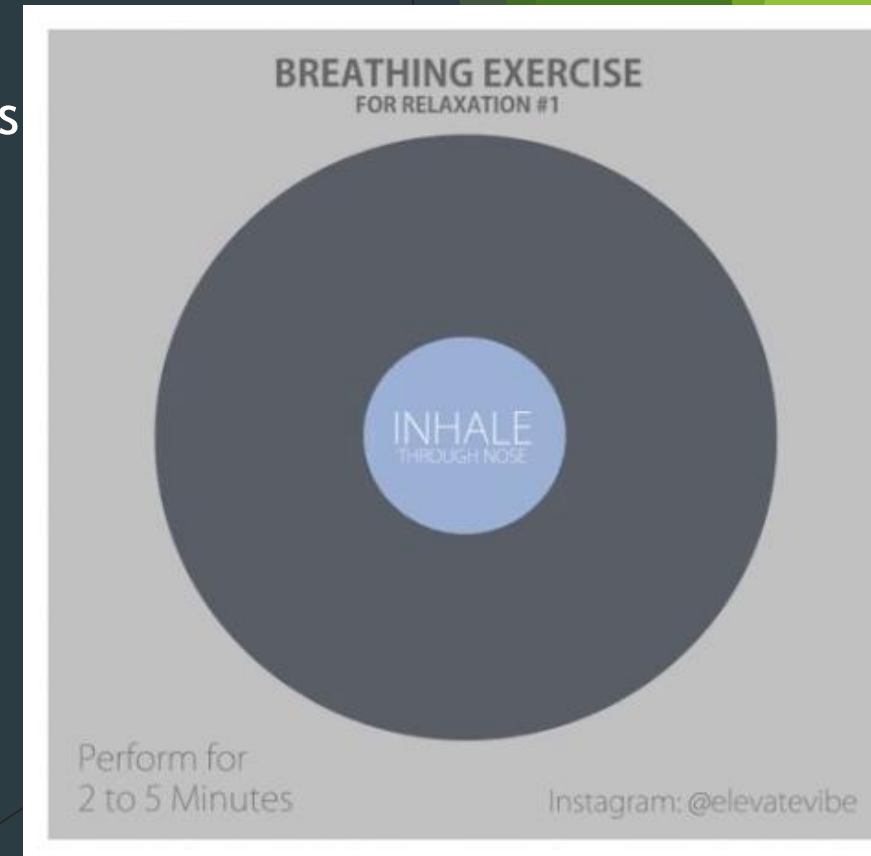 s
BREATHING EXERCISE
FOR RELAXATION #1
INHALE
THROUGH NOSE
Perform for
2 to 5 Minutes
Instagram: @elevatevibe